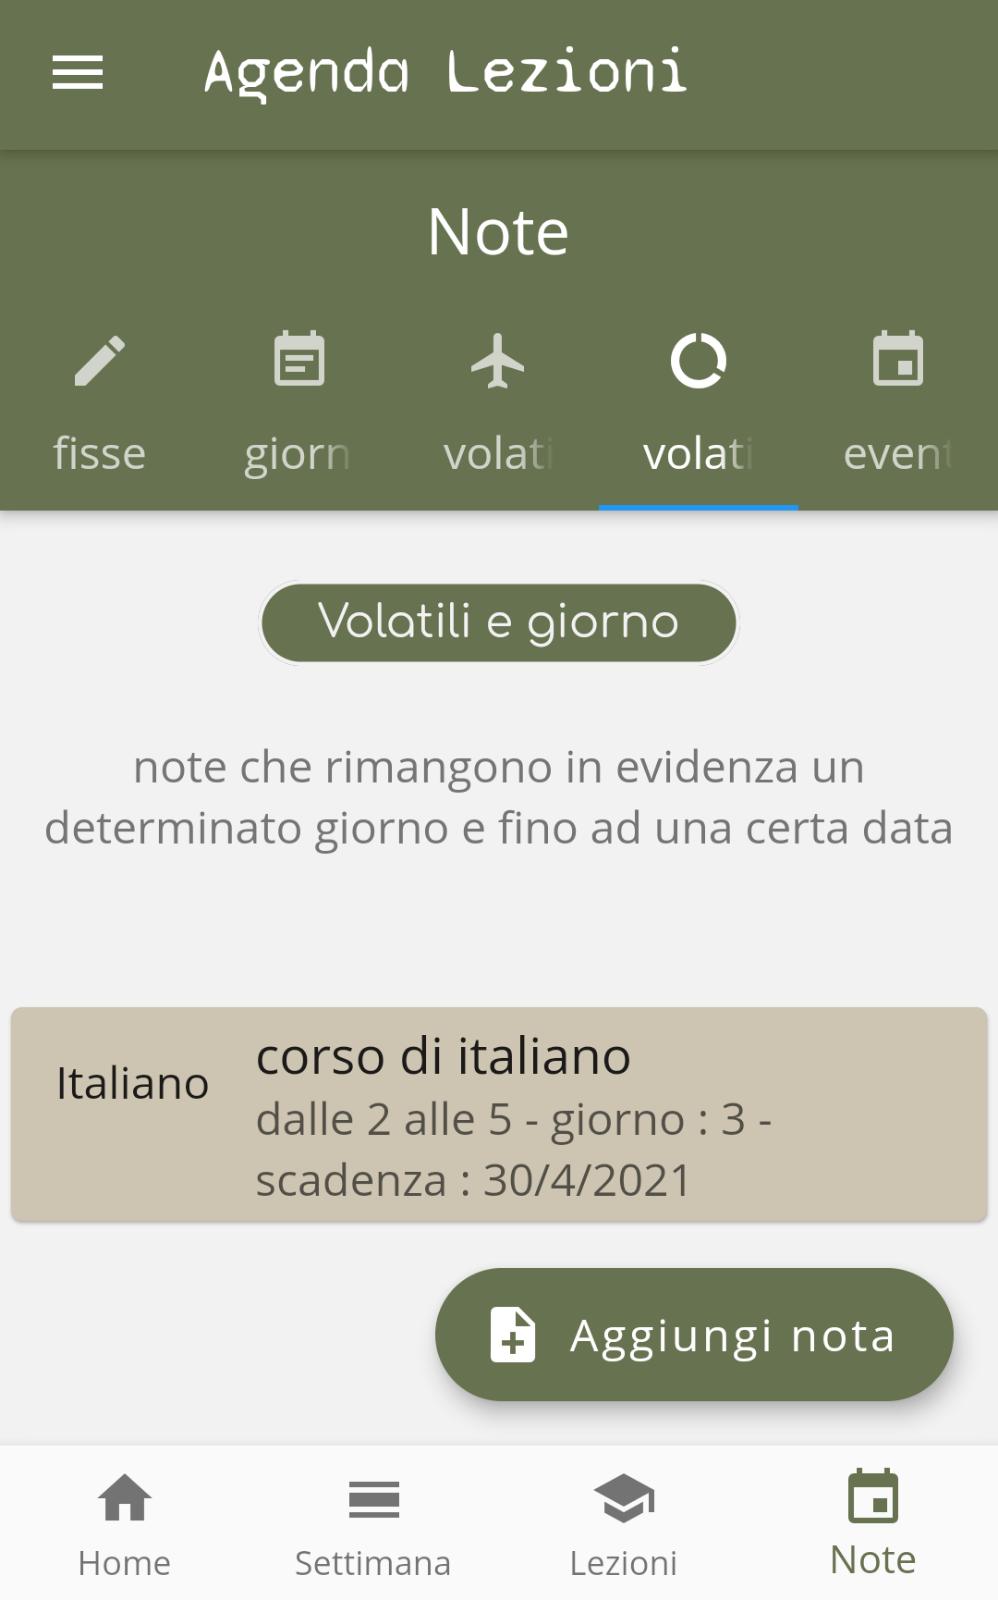 Agenda Lezioni
Note
fisse
giorn
volati
volati
event
Volatili e giorno
note che rimangono in evidenza un
determinato giorno e fino ad una certa data
Italiano
corso di italiano
dalle 2 alle 5 - giorno : 3 -
scadenza : 30/4/2021
Aggiungi nota
Home
Settimana
Lezioni
Note